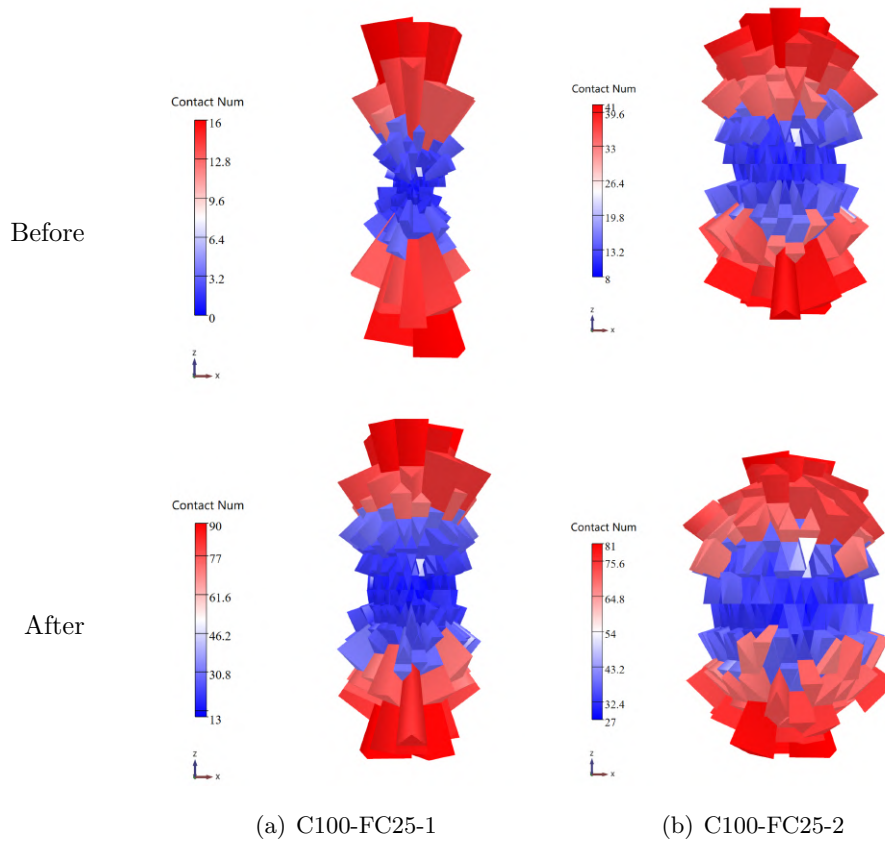 Before
Contact Num
16
12.8
9.6
6.4
3.2
0
z
x
Contact Num
41
39.6
33
26.4
19.8
13.2
8
z
x
After
Contact Num
90
77
61.6
46.2
30.8
13
z
x
Contact Num
81
75.6
64.8
54
43.2
32.4
27
z
x
(a) C100-FC25-1
(b) C100-FC25-2